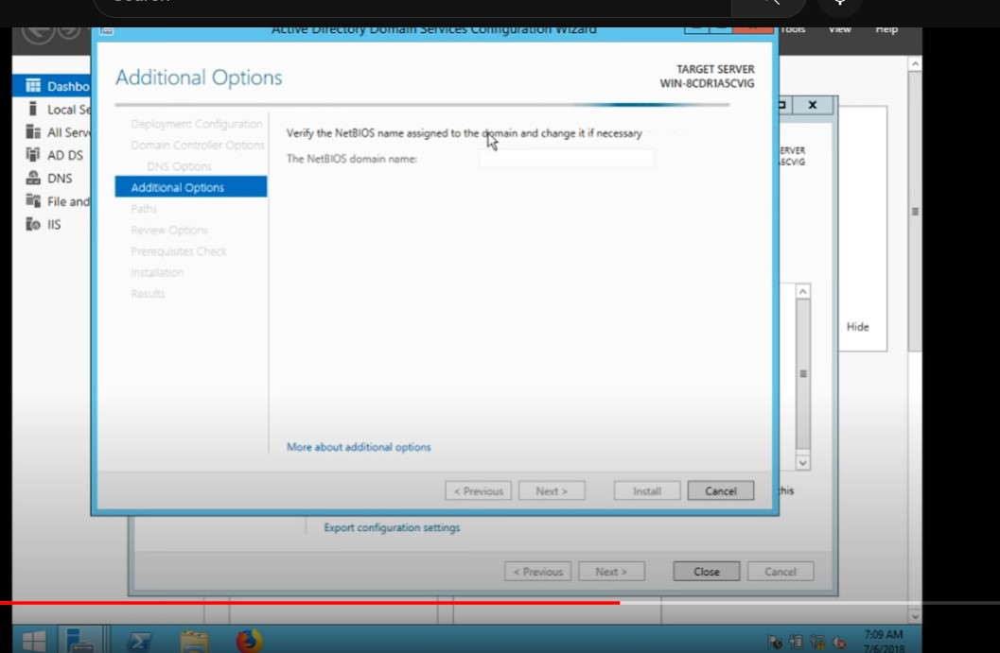 Search
Active Directory Domain Services Configuration Wizard
Tools View Help
Additional Options
TARGET SERVER
WIN-8CDR1A5CVIG
Dashbo
Local Se
All Serv
AD DS
DNS
File and
IIS
Deployment Configuration
Domain Controller Options
DNS Options
Additional Options
Paths
Review Options
Prerequisites Check
Installation
Results
Verify the NetBIOS name assigned to the domain and change it if necessary
The NetBIOS domain name:
More about additional options
< Previous Next > Install Cancel
ERVER
5CVIG
Hide
this
Export configuration settings
< Previous Next > Close Cancel
7:09 AM
7/6/2018